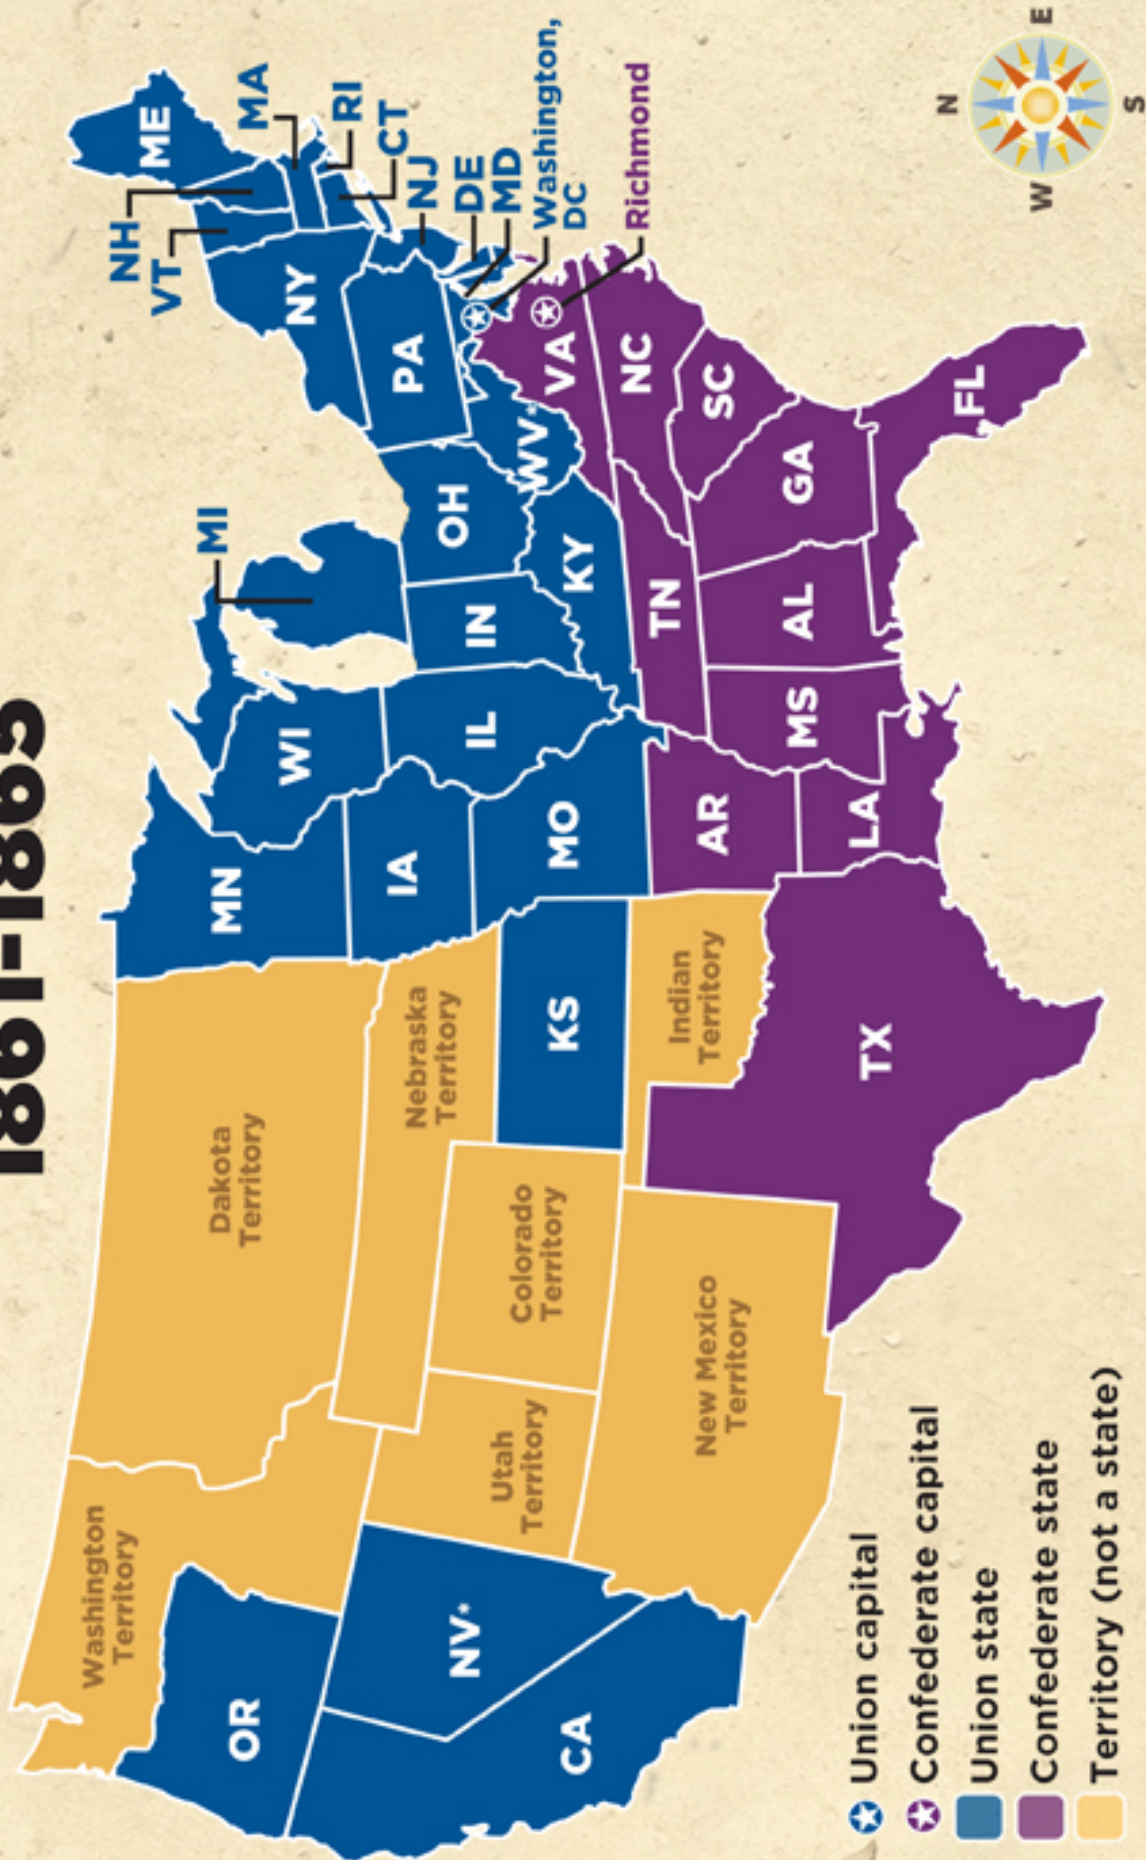 1861-1865
Washington
Territory
Dakota
Territory
MN
MI
NH
VT
ME
MA
RI
CT
NJ
DE
MD
Washington,
DC
Richmond
OR
NV*
CA
Utah
Territory
Colorado
Territory
Nebraska
Territory
New Mexico
Territory
Indian
Territory
KS
IA
WI
IL
IN
OH
PA
NY
MO
KY
WV*
VA
TN
NC
SC
AR
MS
AL
GA
LA
TX
FL
N
W
E
S
Union capital
Confederate capital
Union state
Confederate state
Territory (not a state)